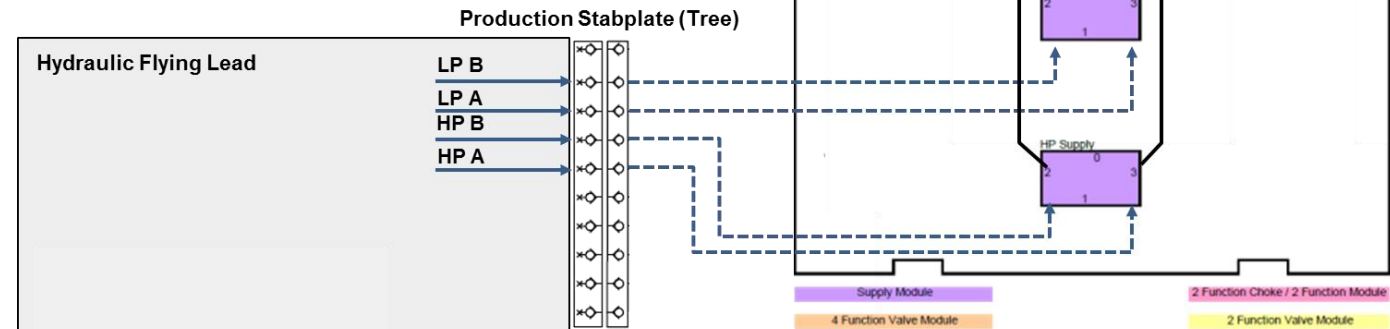 Production Stabplate (Tree)
2 3
1
Hydraulic Flying Lead
LP B
LP A
HP B
HP A
HP Supply
0
2 3
1
Supply Module
2 Function Choke / 2 Function Module
4 Function Valve Module
2 Function Valve Module